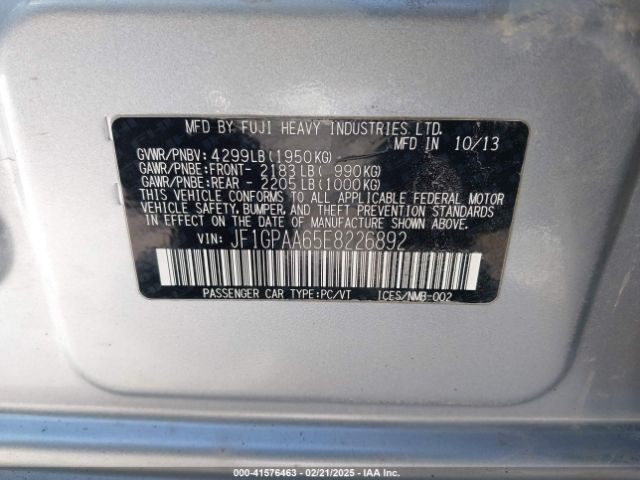 MFD BY FUJI HEAVY INDUSTRIES LTD.
MFD IN 10/13
GVWR/PNBV: 4299LB(1950KG)
GAWR/PNBE:FRONT- 2183LB( 990KG)
GAWR/PNBE:REAR - 2205LB(1000KG)
THIS VEHICLE CONFORMS TO ALL APPLICABLE FEDERAL MOTOR
VEHICLE SAFETY, BUMPER, AND THEFT PREVENTION STANDARDS
IN EFFECT ON THE DATE OF MANUFACTURE SHOWN ABOVE.
VIN: JF1GPAA65E8226892
PASSENGER CAR TYPE:PC/VT ICES/NMB-002
000-41576463 - 02/21/2025 - IAA Inc.